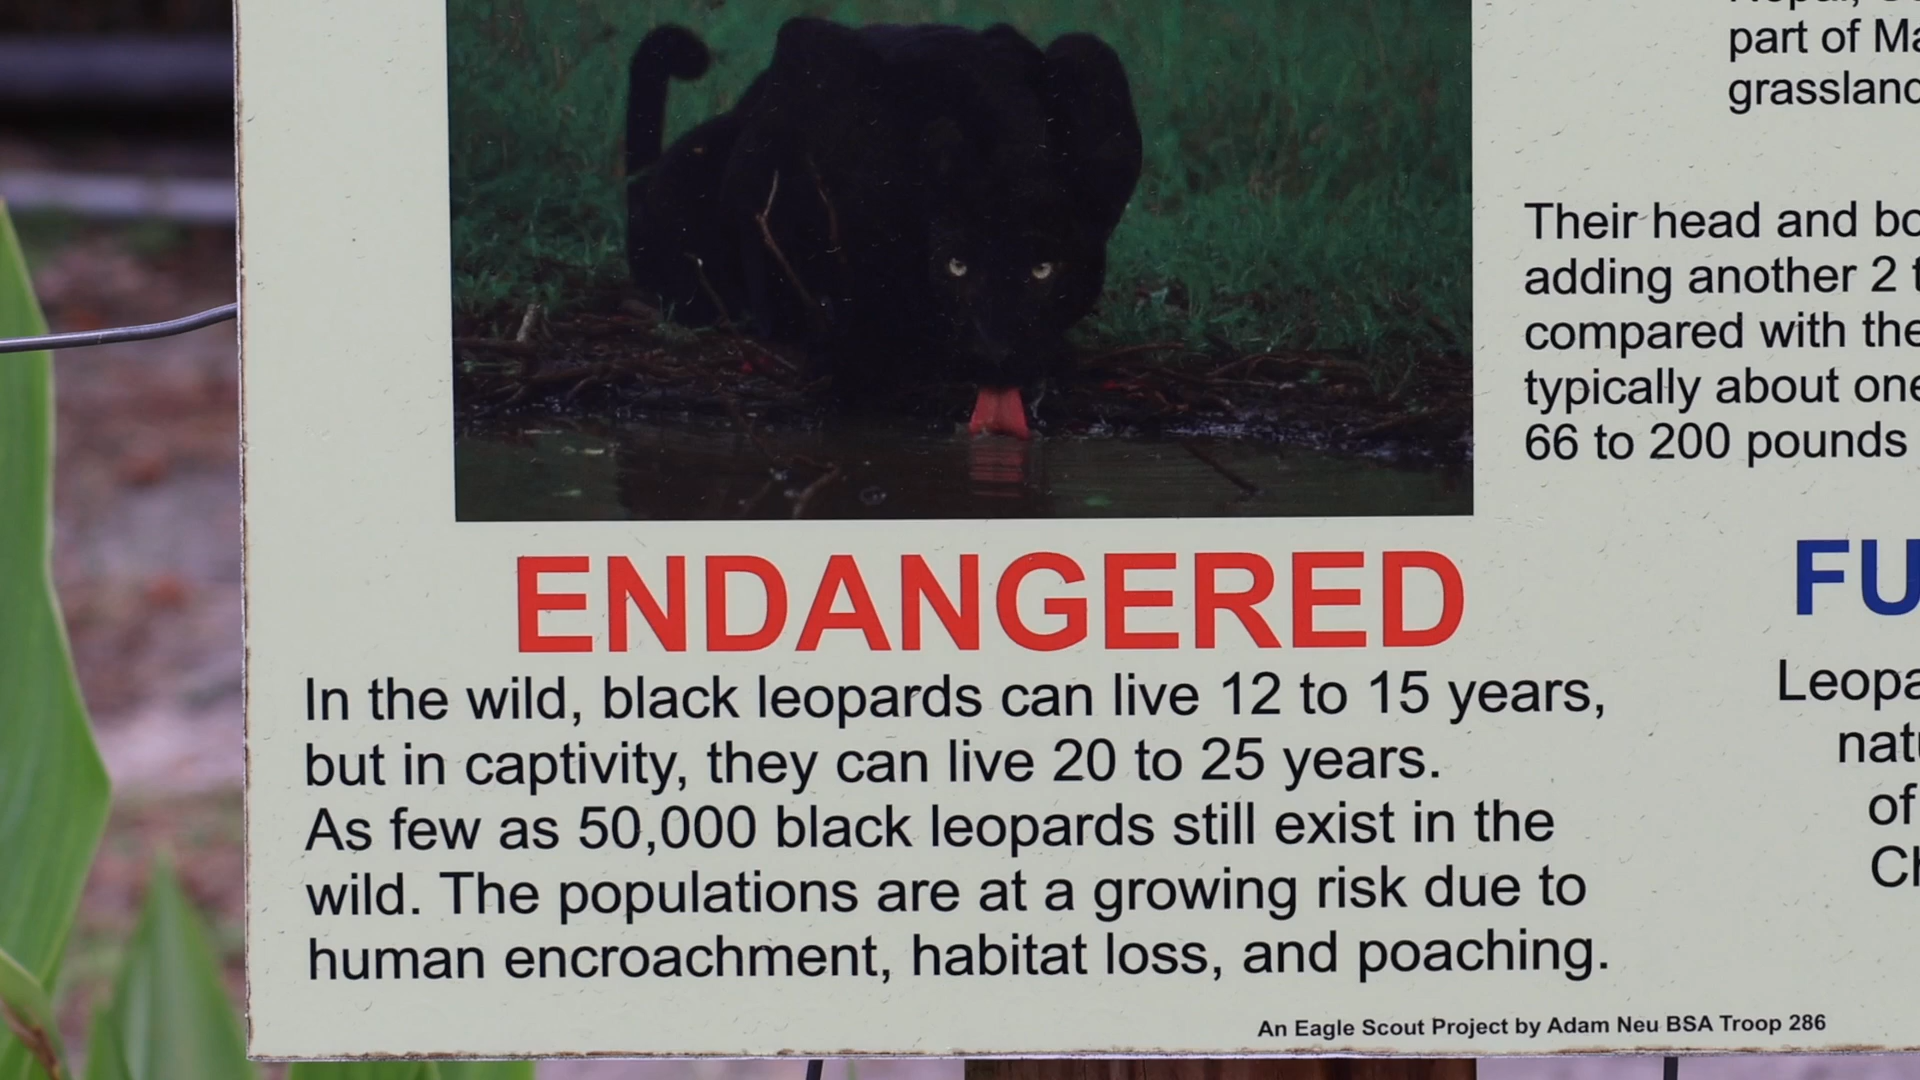 part of
grassland
Their head and
adding another 2
compared with the
typically about one
66 to 200 pounds
ENDANGERED
In the wild, black leopards can live 12 to 15 years,
but in captivity, they can live 20 to 25 years.
As few as 50,000 black leopards still exist in the
wild. The populations are at a growing risk due to
human encroachment, habitat loss, and poaching.
FU
Leopa
natu
of
Ch
An Eagle Scout Project by Adam Neu BSA Troop 286